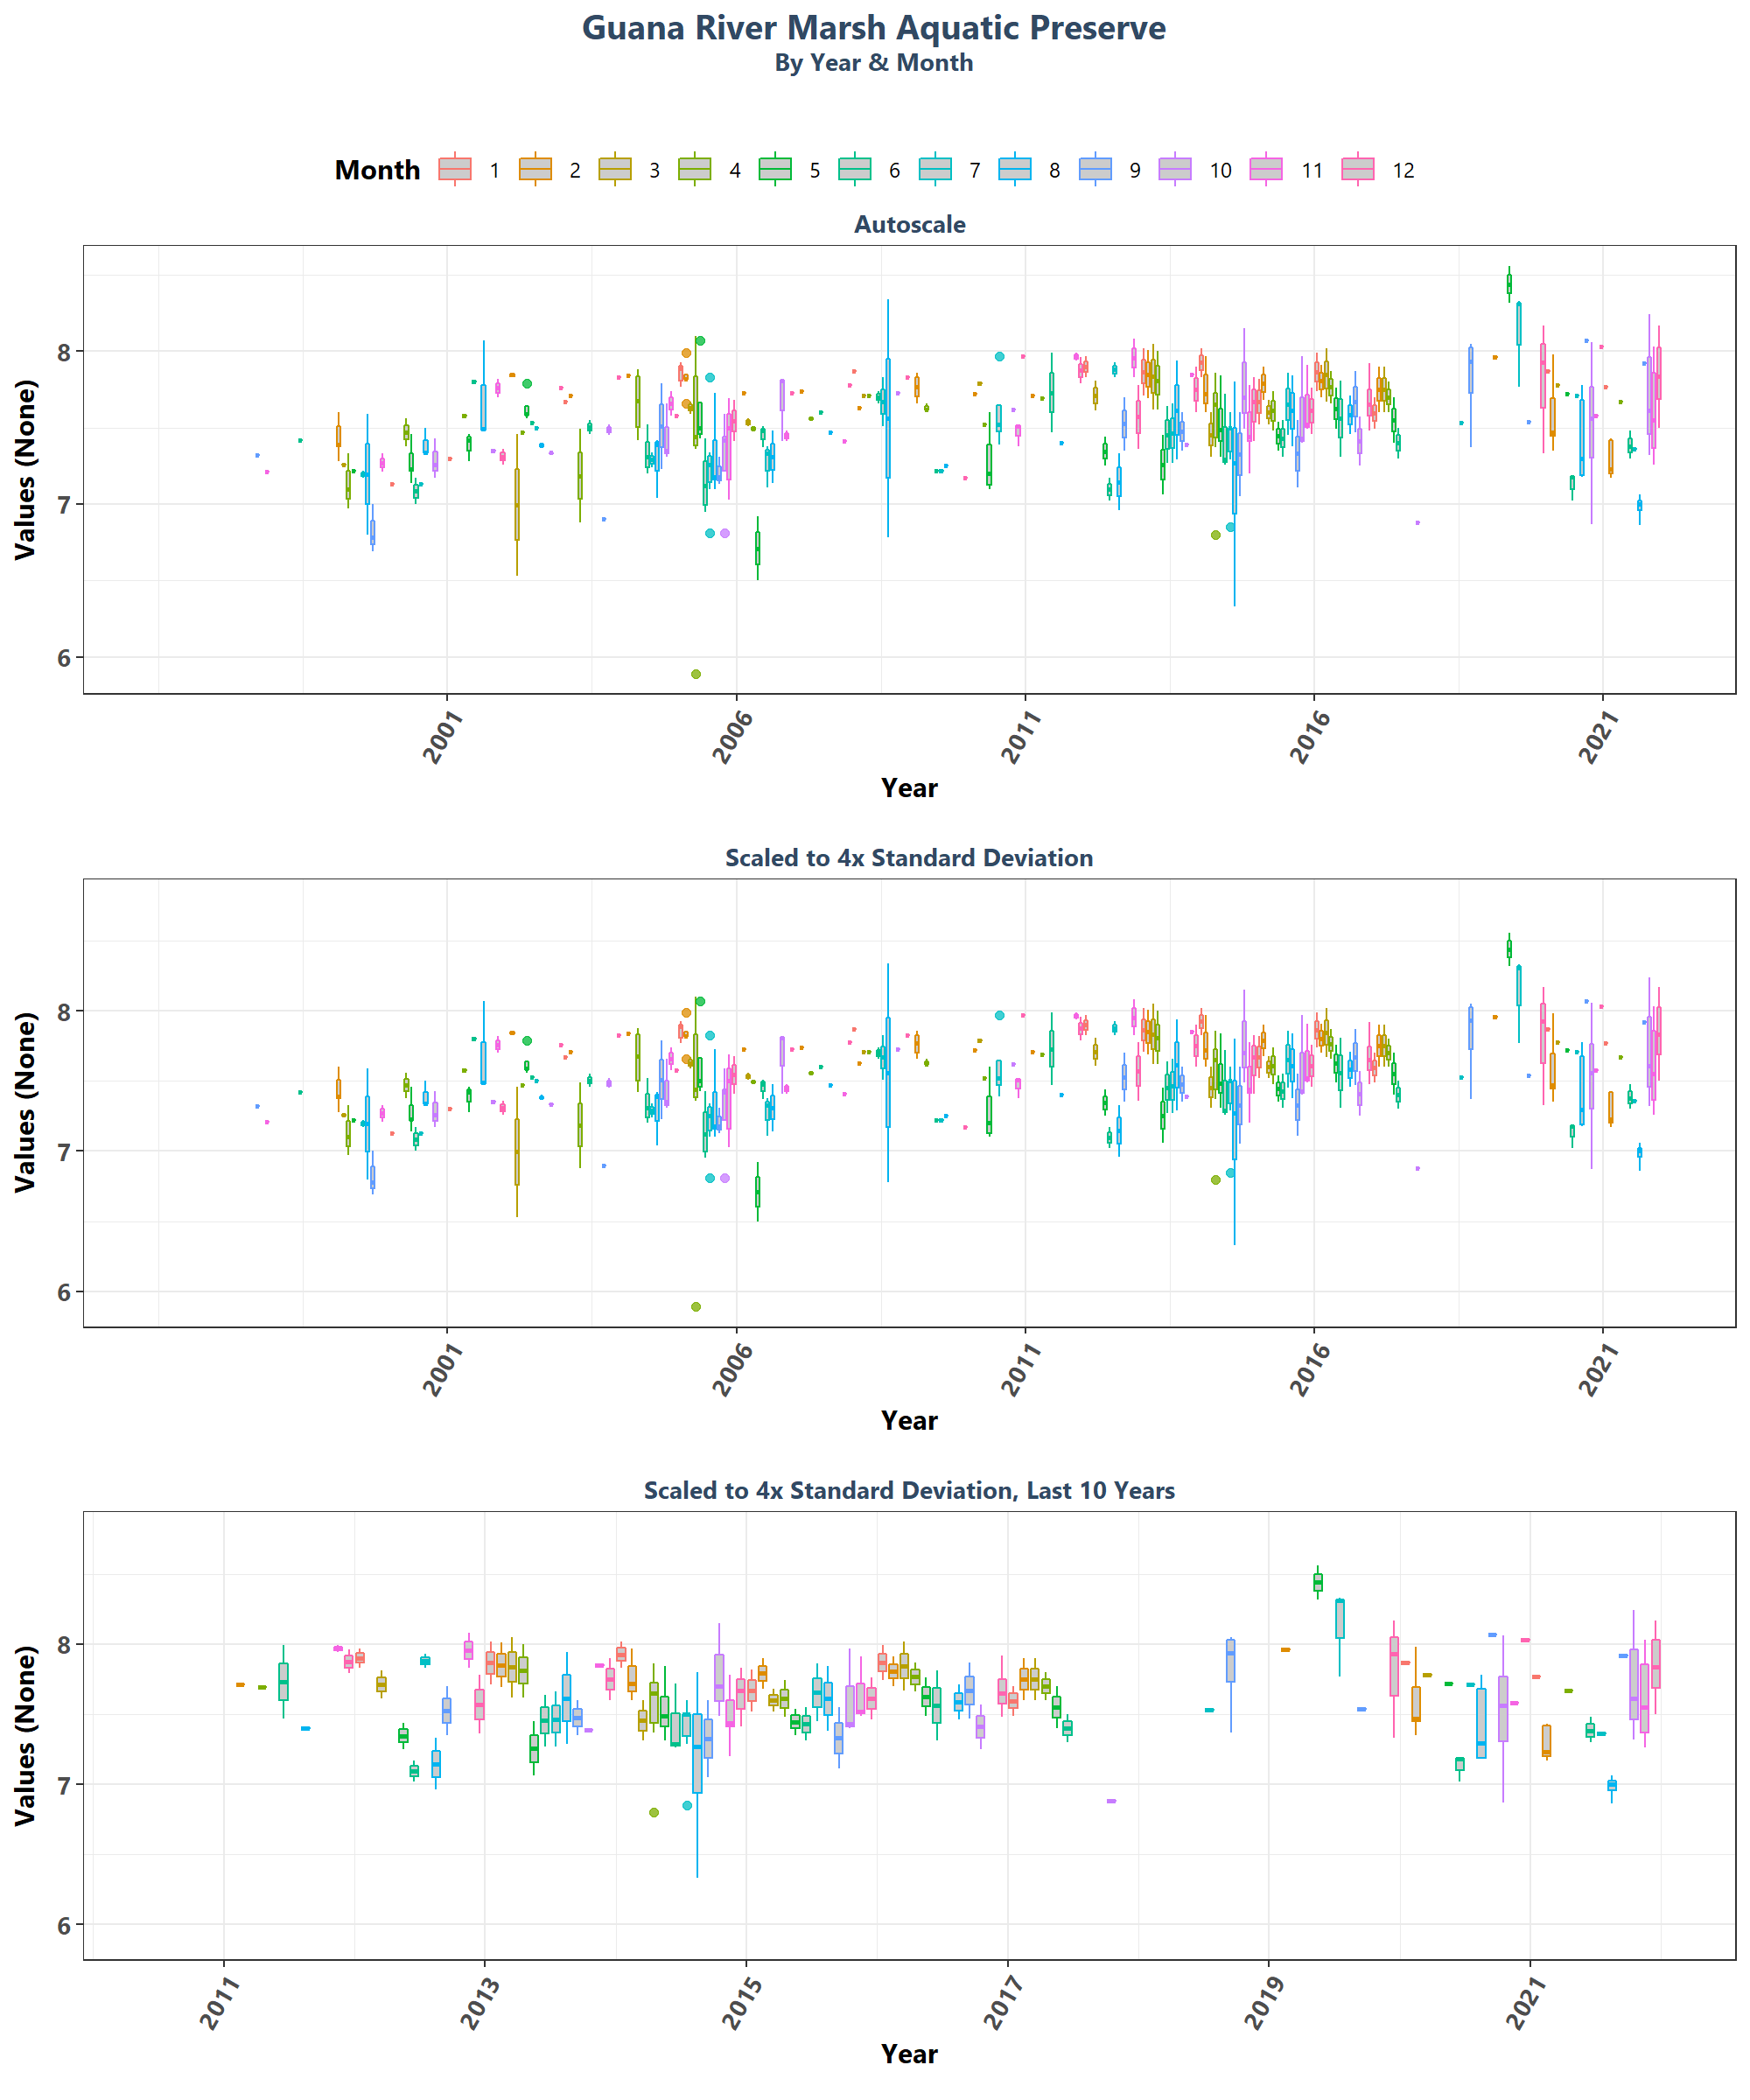 Guana River Marsh Aquatic Preserve
By Year & Month
Month 1 2 3 4 5 6 7 8 9 10 11 12
Autoscale
Values (None)
8
7
6
2001 2006 2011 2016 2021
Year
Scaled to 4x Standard Deviation
Values (None)
8
7
6
2001 2006 2011 2016 2021
Year
Scaled to 4x Standard Deviation, Last 10 Years
Values (None)
8
7
6
2011 2013 2015 2017 2019 2021
Year